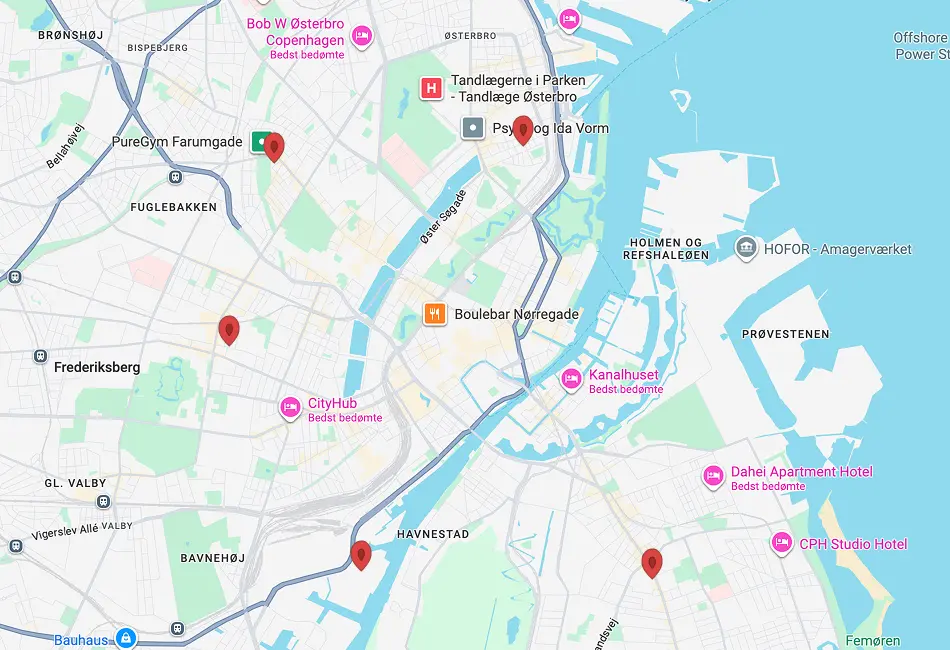 Bob W Østerbro
Copenhagen
Bedst bedømte
BRØNSHØJ
BISPEBJERG
ØSTERBRO
Offshore
Power St
Tandlægerne i Parken
- Tandlæge Østerbro
H
Bellahøjvej
PureGym Farumgade
og Ida Vorm
FUGLEBAKKEN
Øster Søgade
HOLMEN OG
REFSHALEØEN
HOFOR - Amagerværket
Boulebar Nørregade
PRØVESTENEN
Frederiksberg
Kanalhuset
Bedst bedømte
CityHub
Bedst bedømte
GL. VALBY
Dahei Apartment Hotel
Bedst bedømte
Vigerslev Allé
VALBY
HAVNESTAD
CPH Studio Hotel
BAVNEHØJ
Bauhaus
andsvej
Femøren